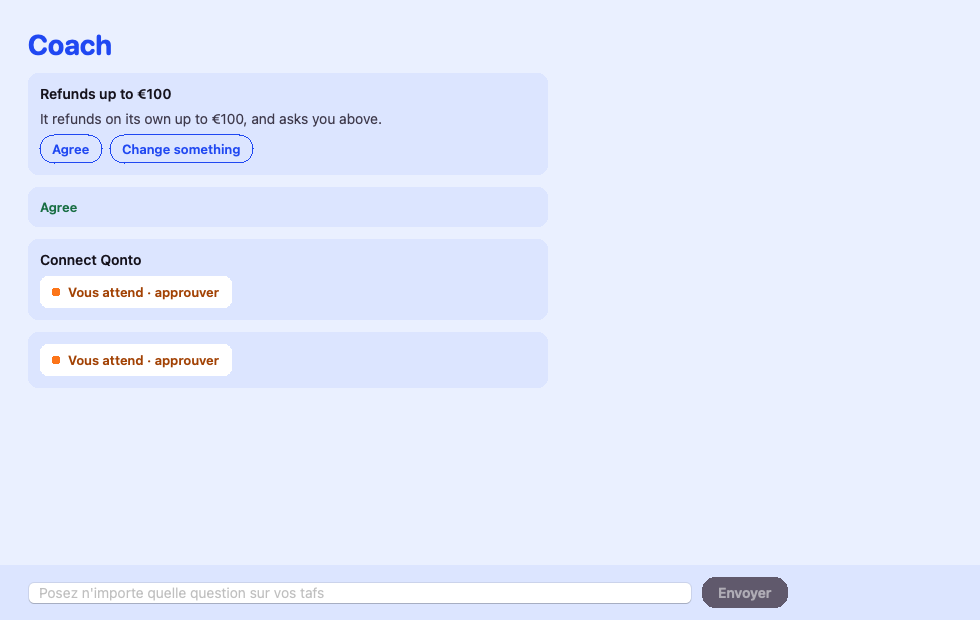 Coach
Refunds up to €100
It refunds on its own up to €100, and asks you above.
Agree
Change something
Agree
Connect Qonto
Vous attend · approuver
Vous attend · approuver
Posez n'importe quelle question sur vos tafs
Envoyer